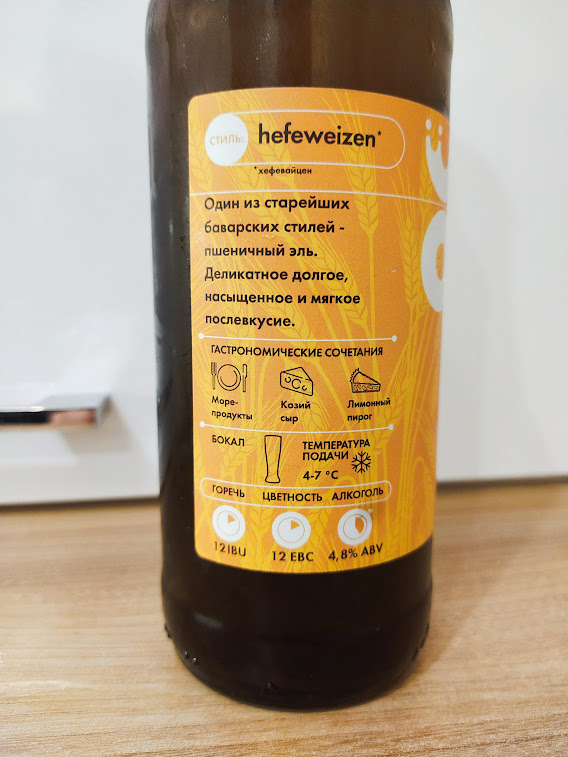 СТИЛЬ: hefeweizen*
*хефевайцен
Один из старейших
баварских стилей -
пшеничный эль.
Деликатное долгое,
насыщенное и мягкое
послевкусие.
ГАСТРОНОМИЧЕСКИЕ СОЧЕТАНИЯ
Море-
продукты
Козий
сыр
Лимонный
пирог
БОКАЛ
ТЕМПЕРАТУРА
ПОДАЧИ
4-7 °C
ГОРЕЧЬ ЦВЕТНОСТЬ АЛКОГОЛЬ
12IBU 12 EBC 4,8% ABV